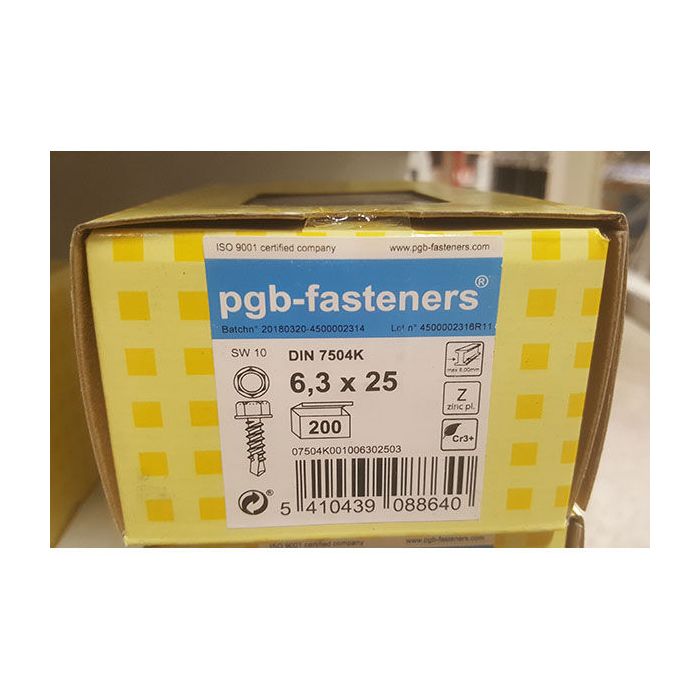 ISO 9001 certified company www.pgb-fasteners.com
pgb-fasteners®
Batchn° 20180320-4500002314 Lot n° 4500002316R11
SW 10 DIN 7504K
max 6,00mm
6,3 x 25
Z
zinc pl.
200
Cr3+
07504K001006302503
5 410439 088640
ISO 9001 certified company
pgb-fasteners.com